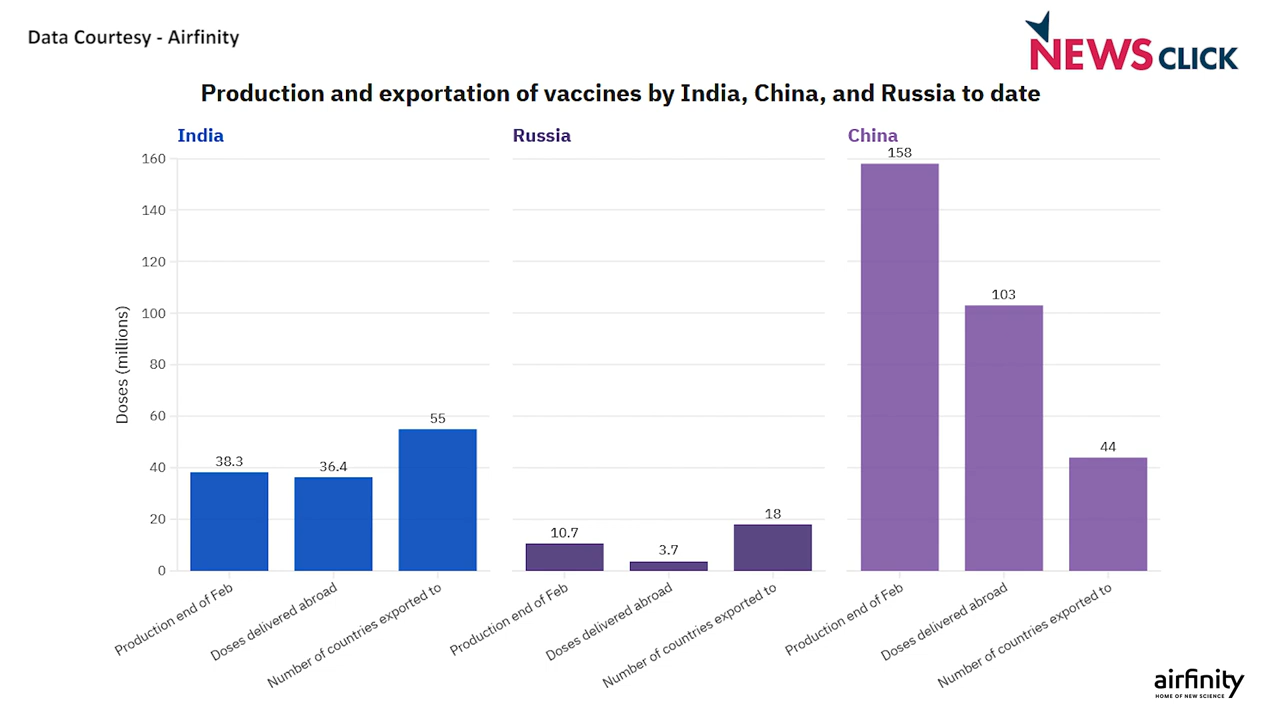 Data Courtesy - Airfinity
NEWSCLICK
Production and exportation of vaccines by India, China, and Russia to date
India
Russia
China
Doses (millions)
160
140
120
100
80
60
40
20
0
38.3
36.4
55
10.7
3.7
18
158
103
44
Production end of Feb
Doses delivered abroad
Number of countries exported to
Production end of Feb
Doses delivered abroad
Number of countries exported to
Production end of Feb
Doses delivered abroad
Number of countries exported to
airfinity
HOME OF NEW SCIENCE